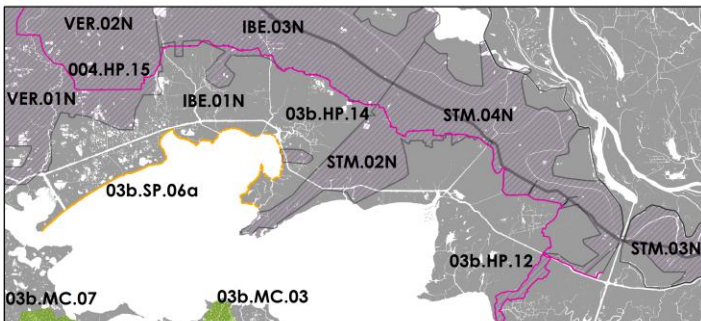 VER.02N
IBE.03N
004.HP.15
VER.01N
IBE.01N
03b.HP.14
STM.04N
STM.02N
03b.SP.06a
STM.03N
03b.HP.12
03b.MC.07
03b.MC.03